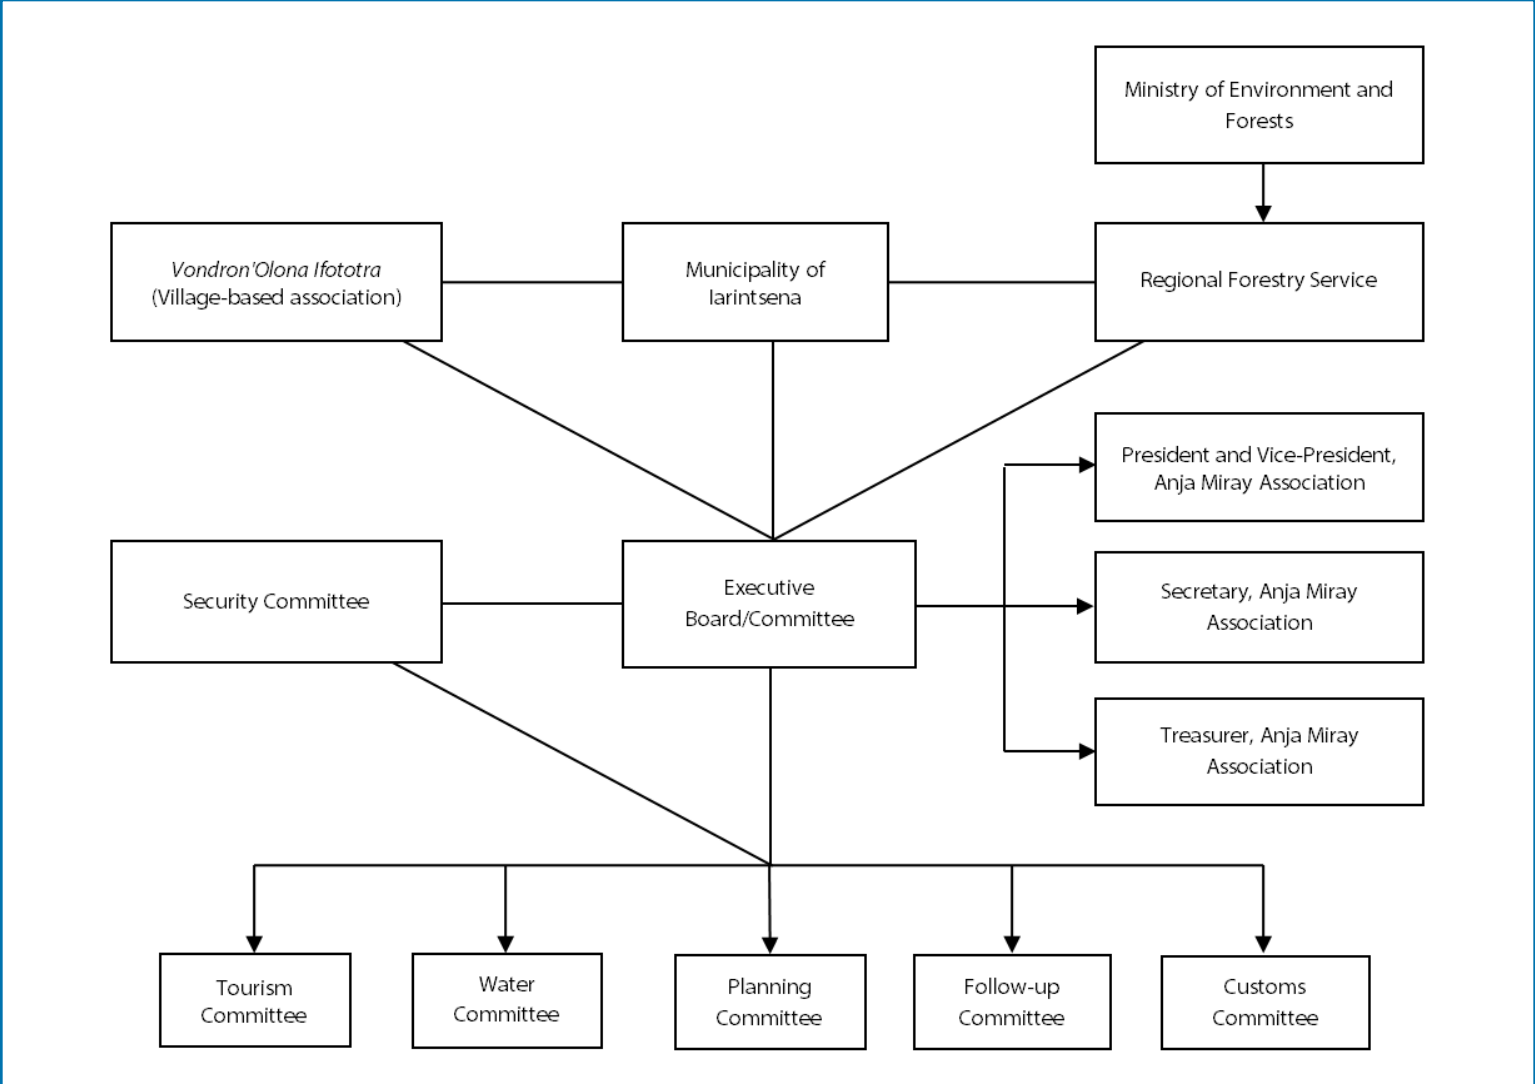 Ministry of Environment and
Forests
Vondron'Olona Ifototra
(Village-based association)
Municipality of
Iarintsena
Regional Forestry Service
President and Vice-President,
Anja Miray Association
Security Committee
Executive
Board/Committee
Secretary, Anja Miray
Association
Treasurer, Anja Miray
Association
Tourism
Committee
Water
Committee
Planning
Committee
Follow-up
Committee
Customs
Committee